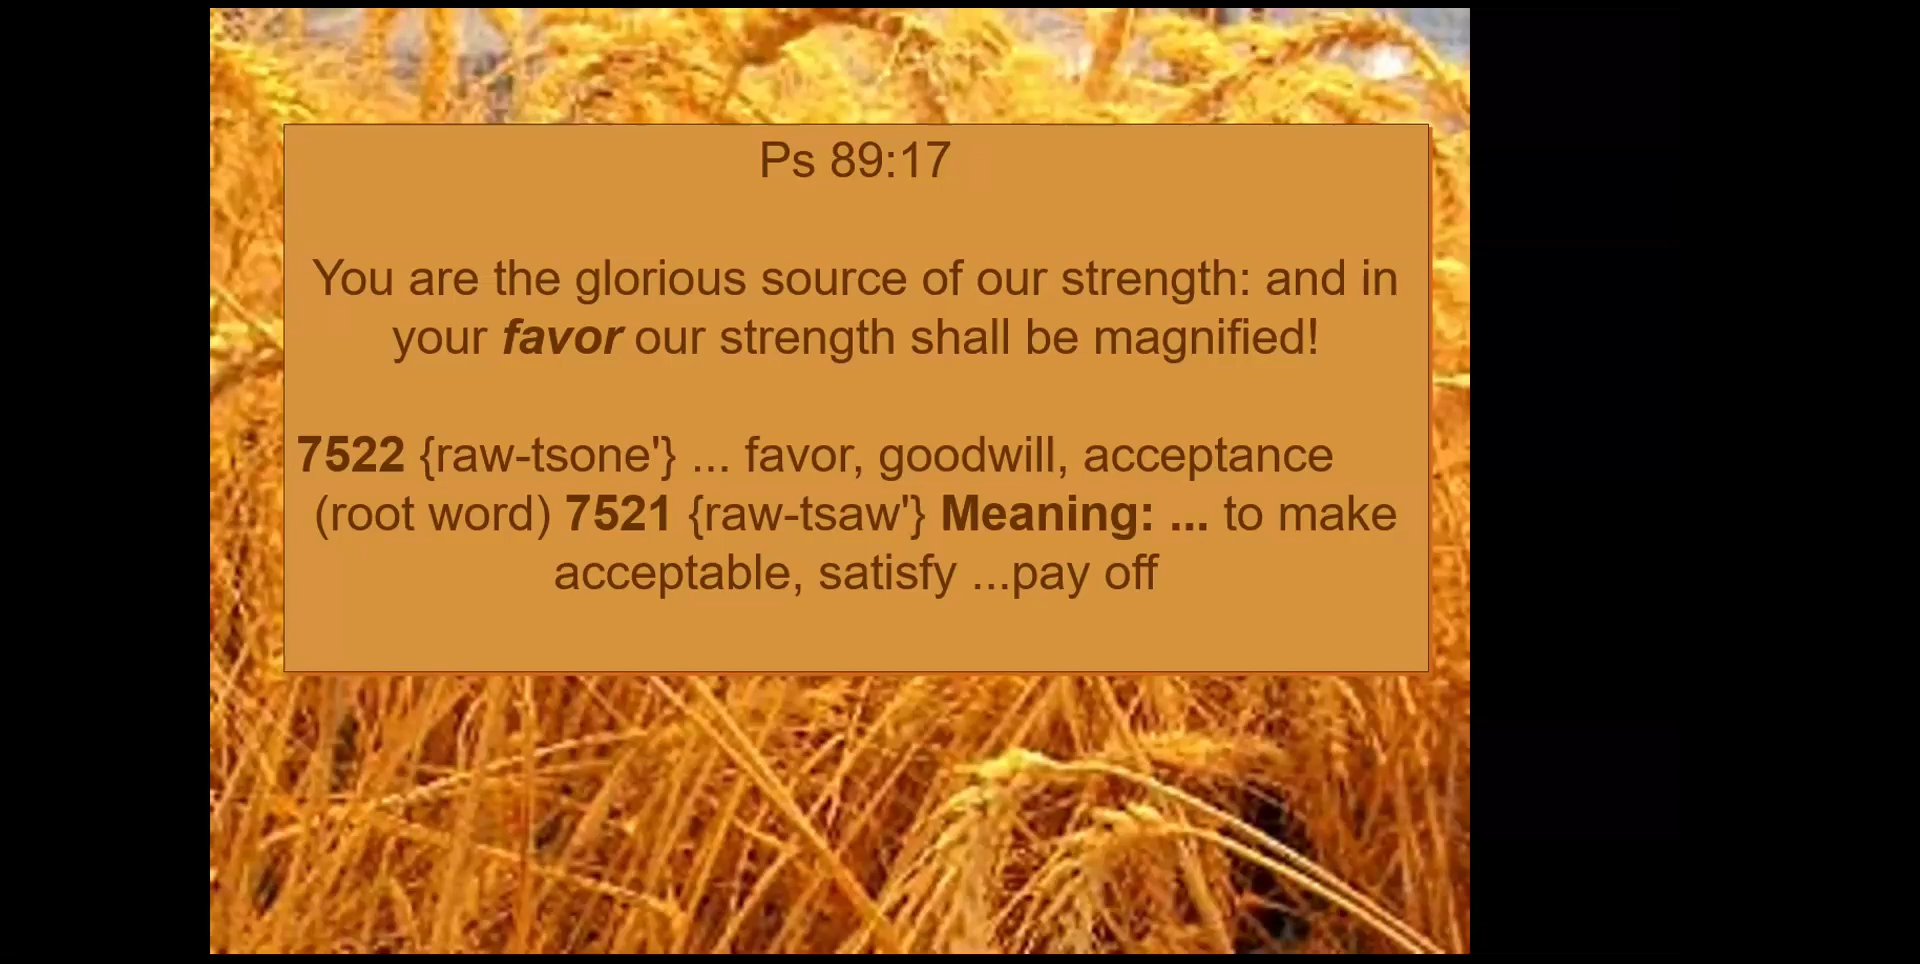 Ps 89:17
You are the glorious source of our strength: and in
your favor our strength shall be magnified!
7522 {raw-tsone'} ... favor, goodwill, acceptance
(root word) 7521 {raw-tsaw'} Meaning: ... to make
acceptable, satisfy ...pay off